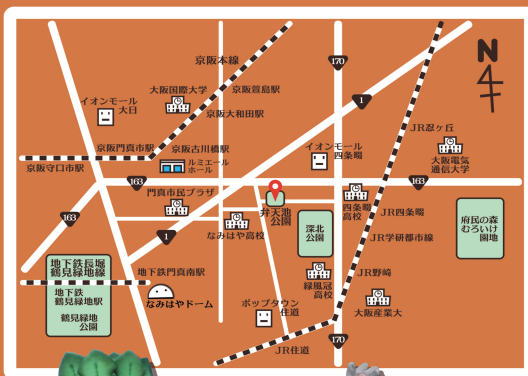 京阪本線
170
N
大阪国際大学
京阪萱島駅
イオンモール
大日
京阪大和田駅
1
京阪門真市駅
京阪古川橋駅
イオンモール
四条畷
JR忍ヶ丘
京阪守口市駅
ルミエール
ホール
大阪電気
通信大学
163
163
門真市民プラザ
弁天池
公園
四条畷
高校
163
なみはや高校
深北
公園
JR四条畷
府民の森
むろいけ
園地
1
JR学研都市線
地下鉄長堀
鶴見緑地線
地下鉄門真南駅
緑風冠
高校
JR野崎
地下鉄
鶴見緑地駅
なみはやドーム
鶴見緑地
公園
ポップタウン
住道
大阪産業大
170
JR住道